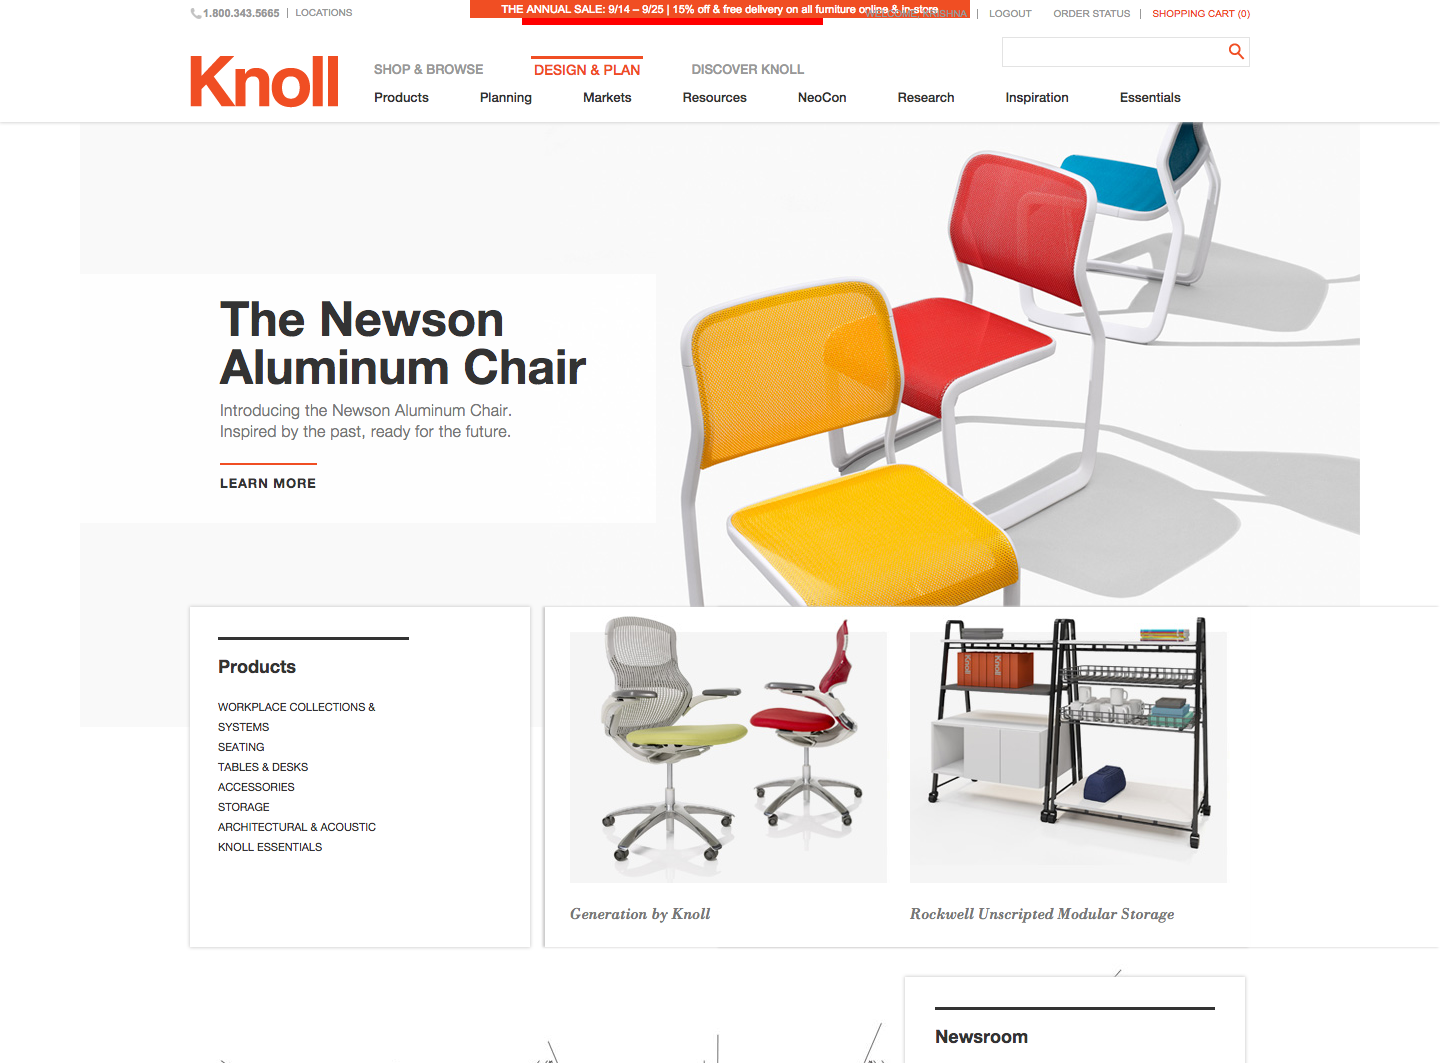 1.800.343.5665 | LOCATIONS
THE ANNUAL SALE: 9/14 – 9/25 | 15% off & free delivery on all furniture online & in-store
WELCOME, KRISHNA | LOGOUT ORDER STATUS | SHOPPING CART (0)
Knoll
SHOP & BROWSE DESIGN & PLAN DISCOVER KNOLL
Products Planning Markets Resources NeoCon Research Inspiration Essentials
The Newson
Aluminum Chair
Introducing the Newson Aluminum Chair.
Inspired by the past, ready for the future.
LEARN MORE
Products
WORKPLACE COLLECTIONS &
SYSTEMS
SEATING
TABLES & DESKS
ACCESSORIES
STORAGE
ARCHITECTURAL & ACOUSTIC
KNOLL ESSENTIALS
Knoll Knoll
Generation by Knoll
Rockwell Unscripted Modular Storage
Newsroom